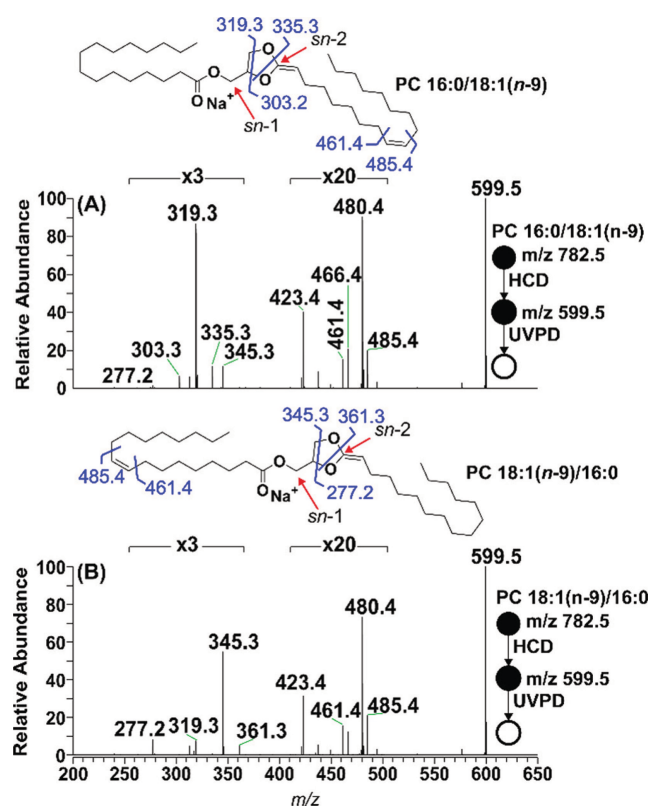 319.3
335.3
sn-2
O
O
O
O
Na+
303.2
sn-1
PC 16:0/18:1(n-9)
461.4
485.4
x3
x20
(A)
Relative Abundance
100
80
60
40
20
0
277.2
303.3
319.3
335.3
345.3
423.4
461.4
466.4
480.4
485.4
599.5
PC 16:0/18:1(n-9)
m/z 782.5
HCD
m/z 599.5
UVPD
345.3
361.3
sn-2
O
O
O
O
Na+
277.2
sn-1
485.4
461.4
PC 18:1(n-9)/16:0
x3
x20
(B)
Relative Abundance
100
80
60
40
20
0
277.2
319.3
345.3
361.3
423.4
461.4
480.4
485.4
599.5
PC 18:1(n-9)/16:0
m/z 782.5
HCD
m/z 599.5
UVPD
200 250 300 350 400 450 500 550 600 650
m/z